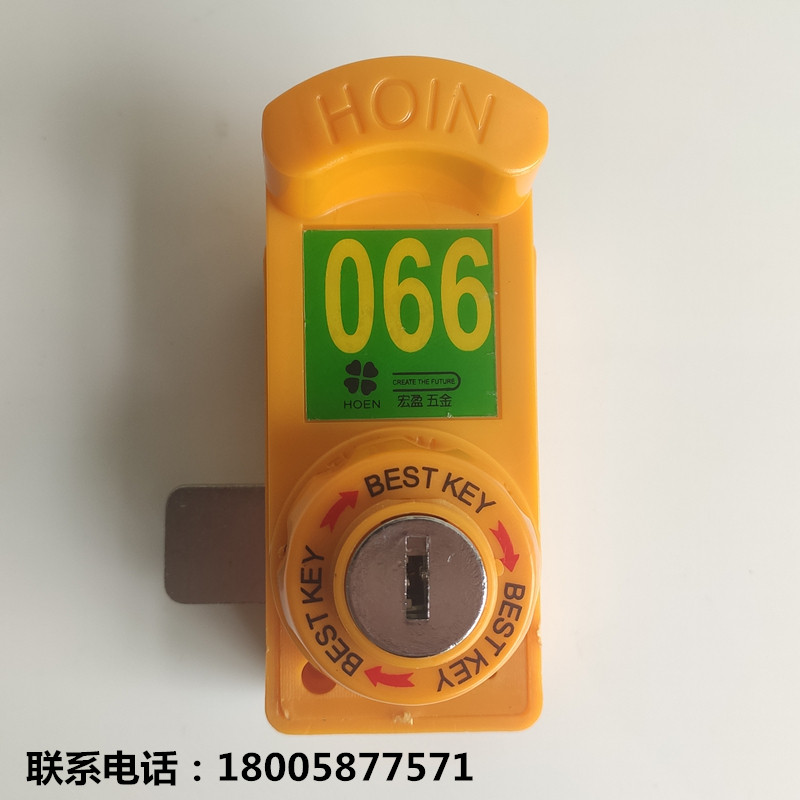 HOIN
066
CREATE THE FUTURE
HOEN 宏盈 五金
BEST KEY
BEST KEY
BEST KEY
联系电话：18005877571